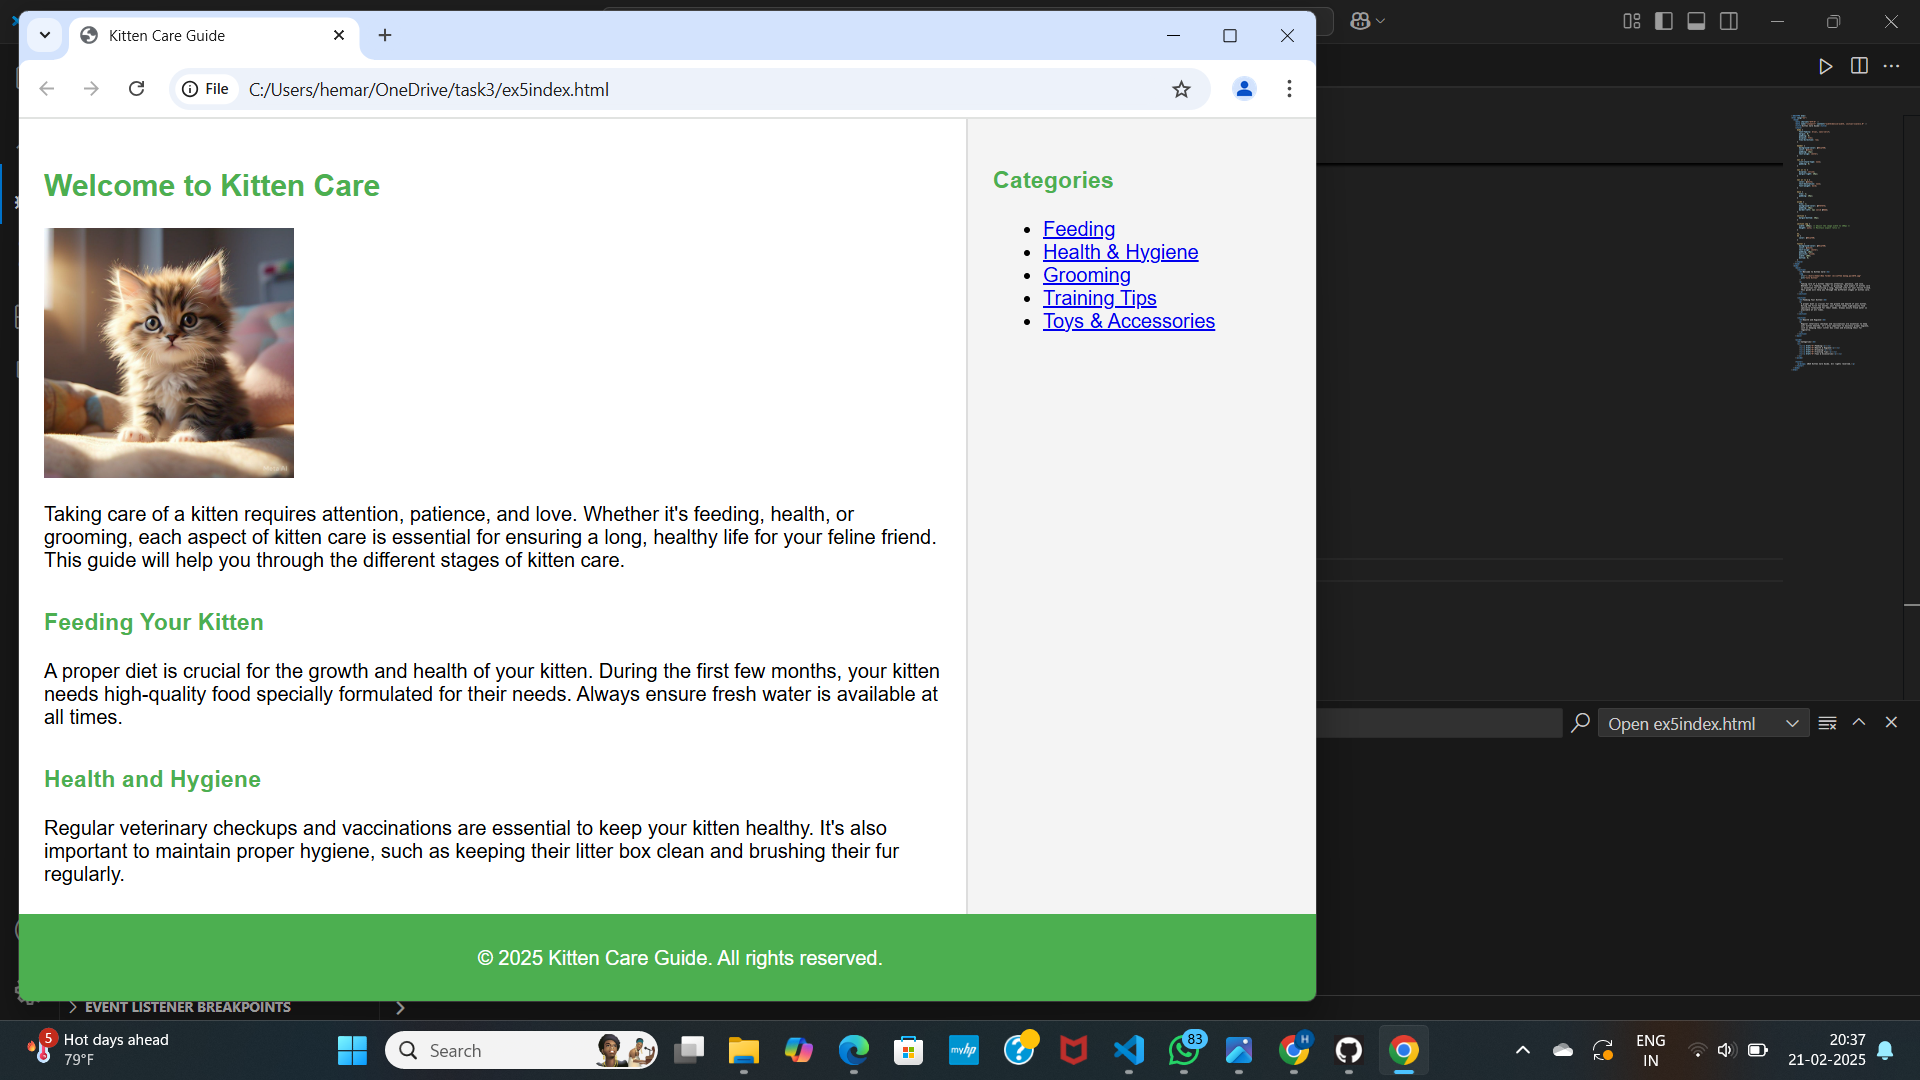 Kitten Care Guide
File
C:/Users/hemar/OneDrive/task3/ex5index.html
Welcome to Kitten Care
Taking care of a kitten requires attention, patience, and love. Whether it's feeding, health, or
grooming, each aspect of kitten care is essential for ensuring a long, healthy life for your feline friend.
This guide will help you through the different stages of kitten care.
Feeding Your Kitten
A proper diet is crucial for the growth and health of your kitten. During the first few months, your kitten
needs high-quality food specially formulated for their needs. Always ensure fresh water is available at
all times.
Health and Hygiene
Regular veterinary checkups and vaccinations are essential to keep your kitten healthy. It's also
important to maintain proper hygiene, such as keeping their litter box clean and brushing their fur
regularly.
Categories
Feeding
Health & Hygiene
Grooming
Training Tips
Toys & Accessories
© 2025 Kitten Care Guide. All rights reserved.
Open ex5index.html
EVENT LISTENER BREAKPOINTS
5
Hot days ahead
79°F
Search
myhp
83
H
ENG
IN
20:37
21-02-2025